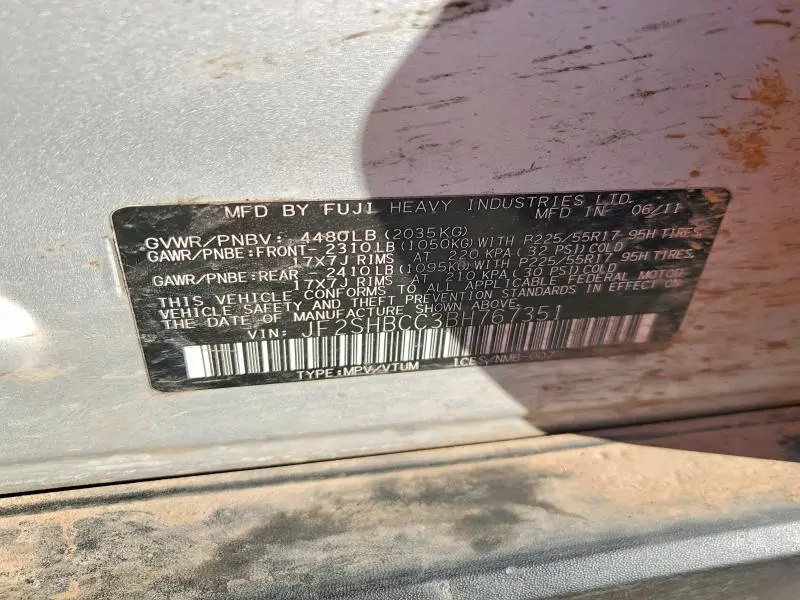 MFD BY FUJI HEAVY INDUSTRIES LTD.
MFD IN 06/11
GVWR/PNBV: 4480LB (2035KG)
GAWR/PNBE:FRONT-2310LB (1050KG) WITH P225/55R17 95H TIRES
17X7J RIMS AT 220 KPA (32 PSI) COLD
GAWR/PNBE:REAR -2410LB (1095KG) WITH P225/55R17 95H TIRES,
17X7J RIMS AT 210 KPA (30 PSI) COLD
THIS VEHICLE CONFORMS TO ALL APPLICABLE FEDERAL MOTOR
VEHICLE SAFETY AND THEFT PREVENTION STANDARDS IN EFFECT ON
THE DATE OF MANUFACTURE SHOWN ABOVE.
VIN: JF2SHBCC3BH767351
TYPE:MPV/VTUM ICES/NMB-002